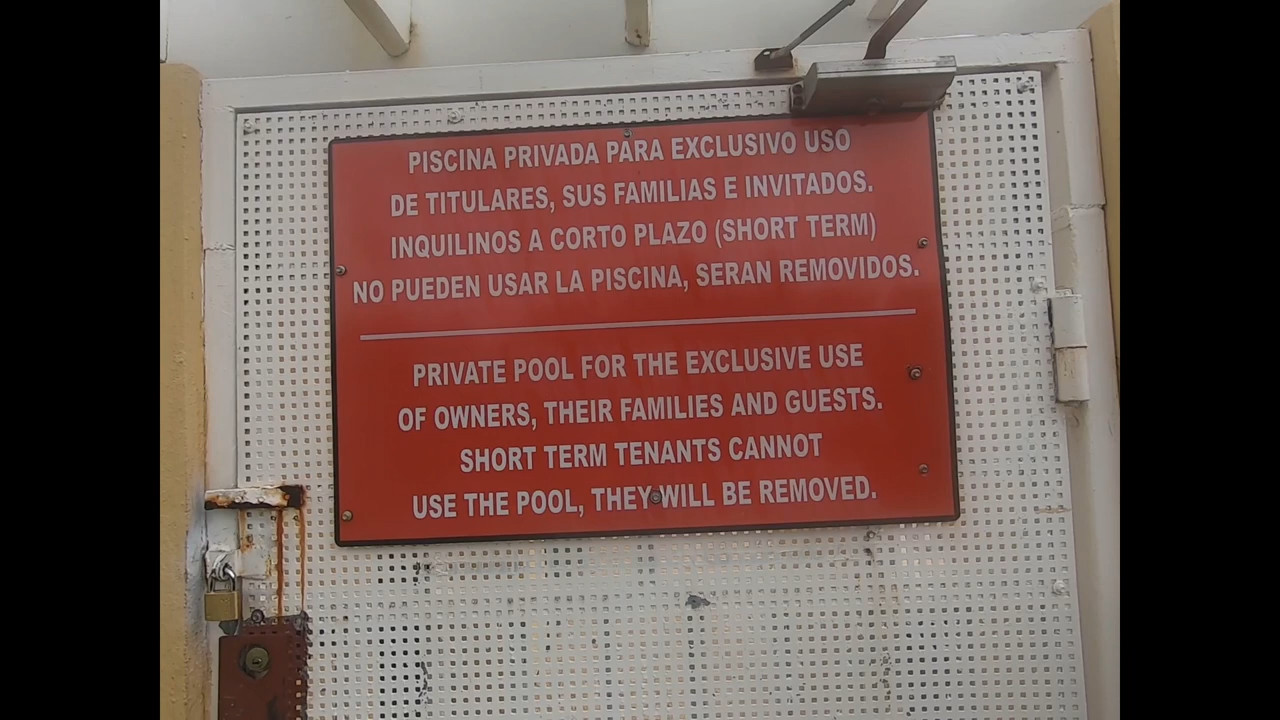 PISCINA PRIVADA PARA EXCLUSIVO USO
DE TITULARES, SUS FAMILIAS E INVITADOS.
INQUILINOS A CORTO PLAZO (SHORT TERM)
NO PUEDEN USAR LA PISCINA, SERAN REMOVIDOS.
PRIVATE POOL FOR THE EXCLUSIVE USE
OF OWNERS, THEIR FAMILIES AND GUESTS.
SHORT TERM TENANTS CANNOT
USE THE POOL, THEY WILL BE REMOVED.